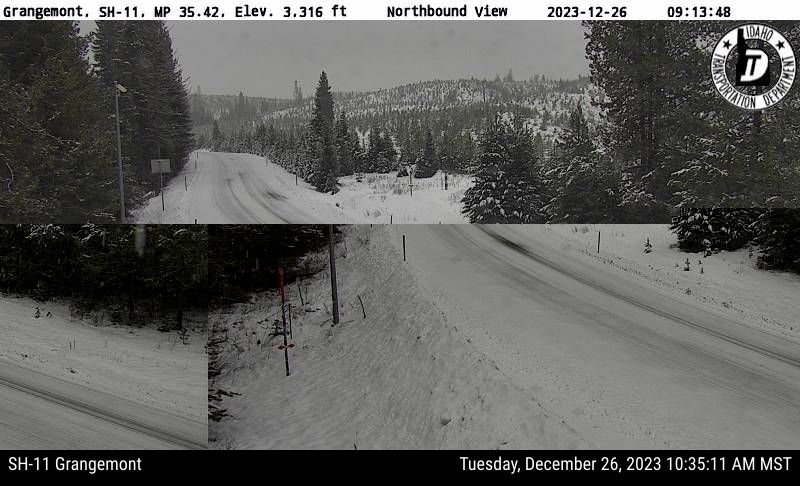 Grangemont, SH-11, MP 35.42, Elev. 3,316 ft Northbound View 2023-12-26 09:13:48
IDAHO
TRANSPORTATION DEPARTMENT
SH-11 Grangemont Tuesday, December 26, 2023 10:35:11 AM MST